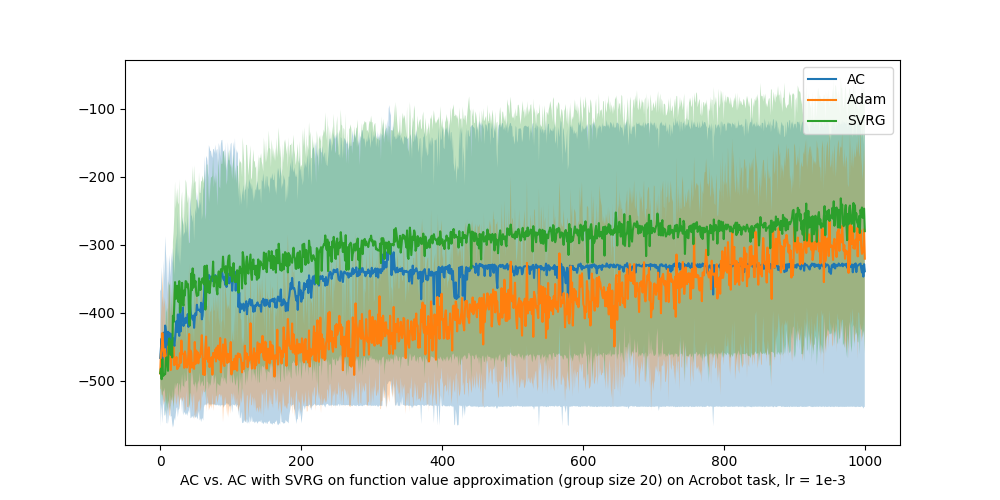 AC
Adam
SVRG
−100
−200
−300
−400
−500
0 200 400 600 800 1000
AC vs. AC with SVRG on function value approximation (group size 20) on Acrobot task, lr = 1e-3